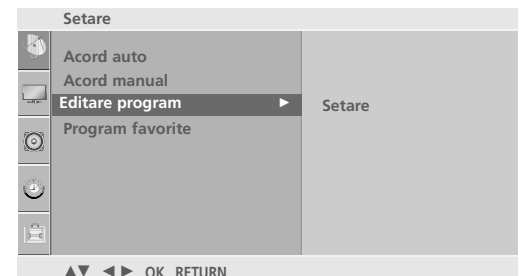 Setare
Acord auto
Acord manual
Editare program ►
Setare
Program favorite
▲▼ ◄► OK RETURN